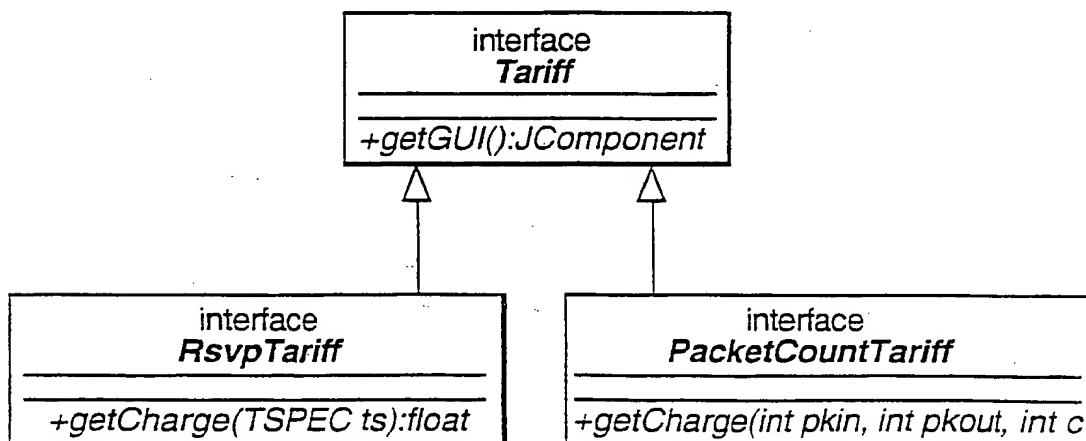 interface
Tariff
+getGUI():JComponent
interface
RsvpTariff
+getCharge(TSPEC ts):float
interface
PacketCountTariff
+getCharge(int pkin, int pkout, int c